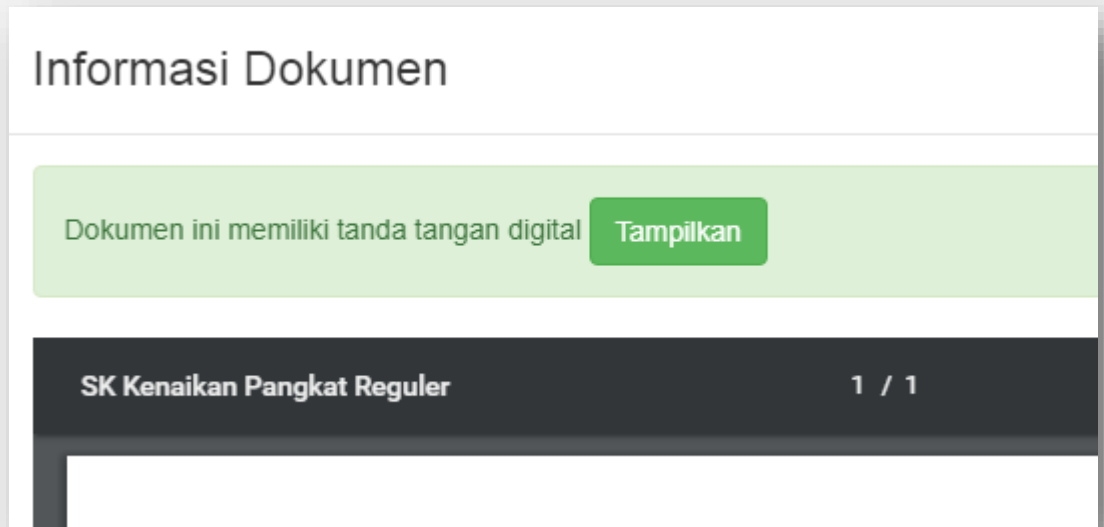 Informasi Dokumen
Dokumen ini memiliki tanda tangan digital Tampilkan
SK Kenaikan Pangkat Reguler 1 / 1